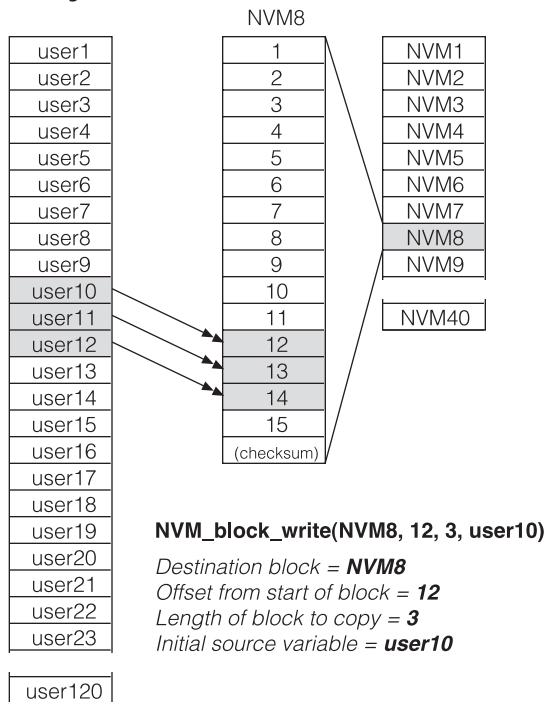 NVM8
user1
user2
user3
user4
user5
user6
user7
user8
user9
user10
user11
user12
user13
user14
user15
user16
user17
user18
user19
user20
user21
user22
user23
user120
1
2
3
4
5
6
7
8
9
10
11
12
13
14
15
(checksum)
NVM1
NVM2
NVM3
NVM4
NVM5
NVM6
NVM7
NVM8
NVM9
NVM40
NVM_block_write(NVM8, 12, 3, user10)
Destination block = NVM8
Offset from start of block = 12
Length of block to copy = 3
Initial source variable = user10